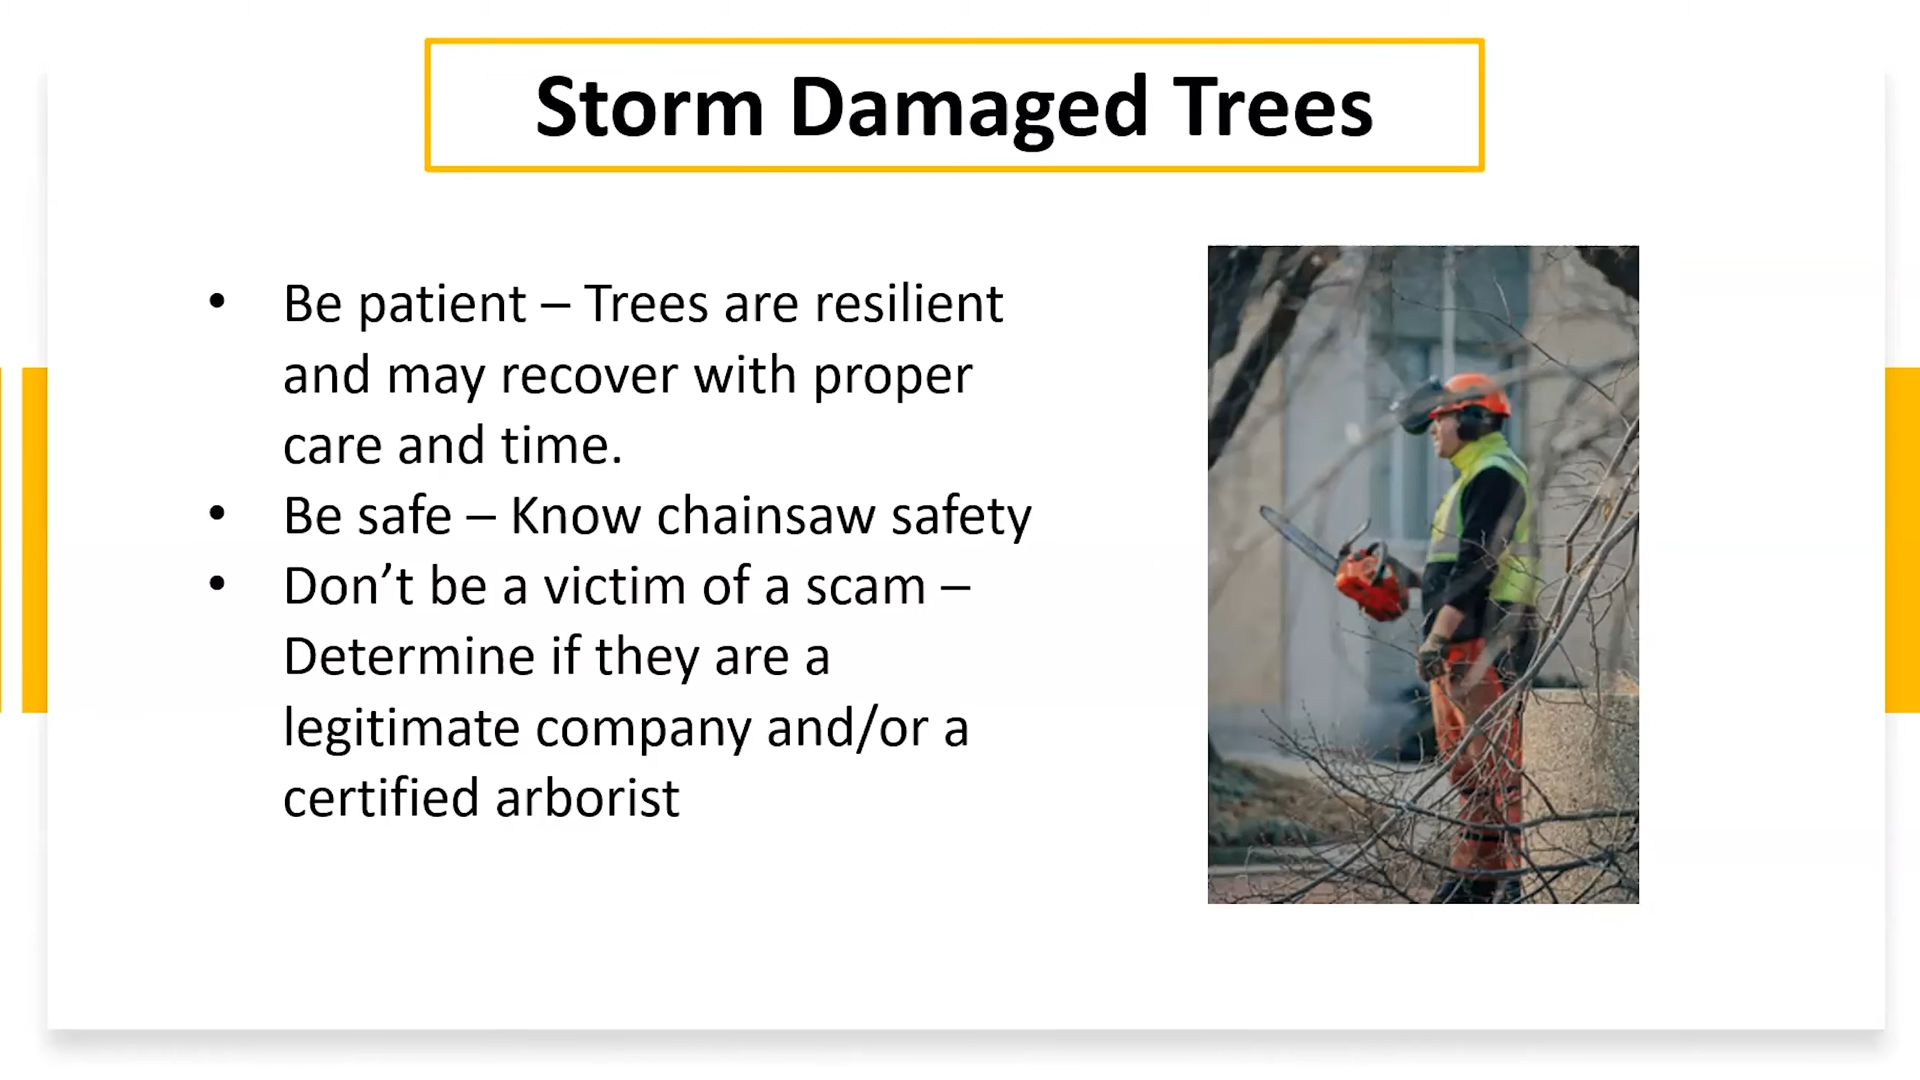 Storm Damaged Trees
• Be patient – Trees are resilient
and may recover with proper
care and time.
• Be safe – Know chainsaw safety
• Don’t be a victim of a scam –
Determine if they are a
legitimate company and/or a
certified arborist